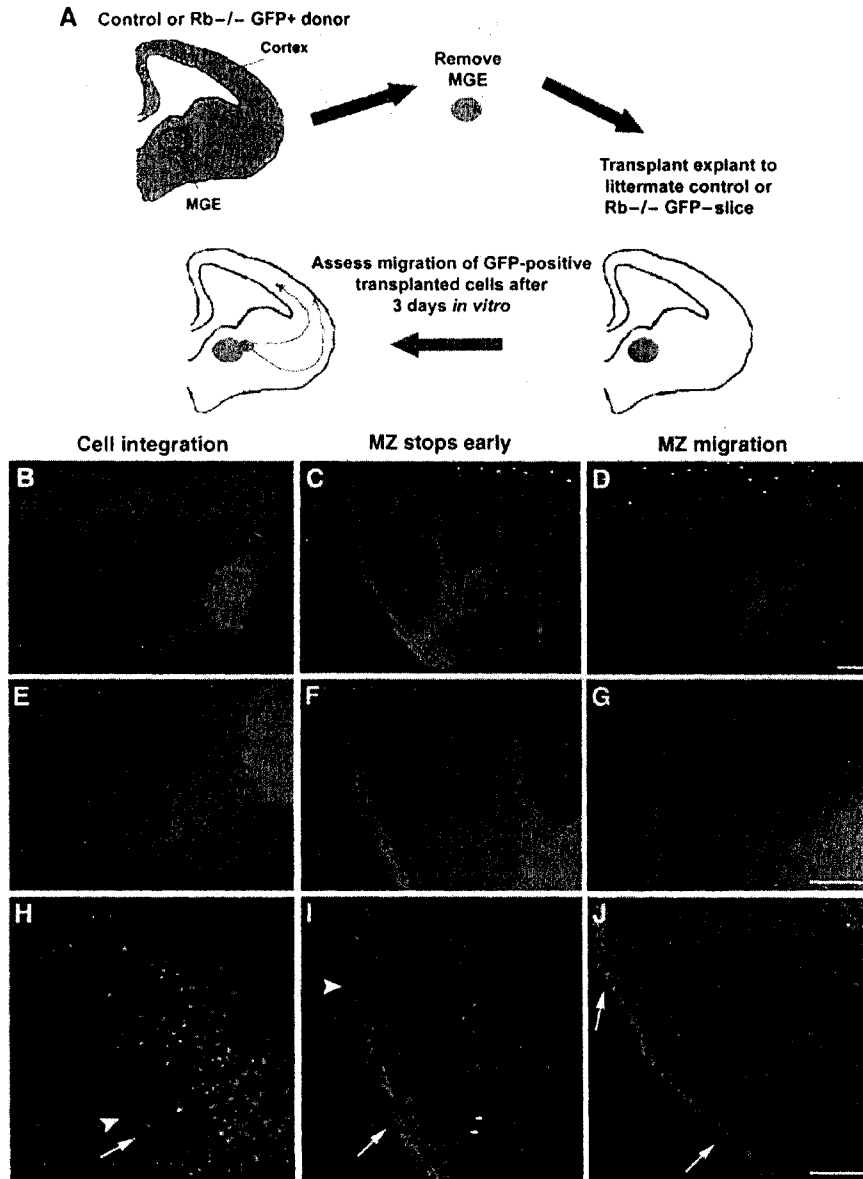 A Control or Rb−/− GFP+ donor
Cortex
MGE
Remove
MGE
Transplant explant to
littermate control or
Rb−/− GFP−slice
Assess migration of GFP-positive
transplanted cells after
3 days in vitro
Cell integration
MZ stops early
MZ migration
B
C
D
E
F
G
H
I
J